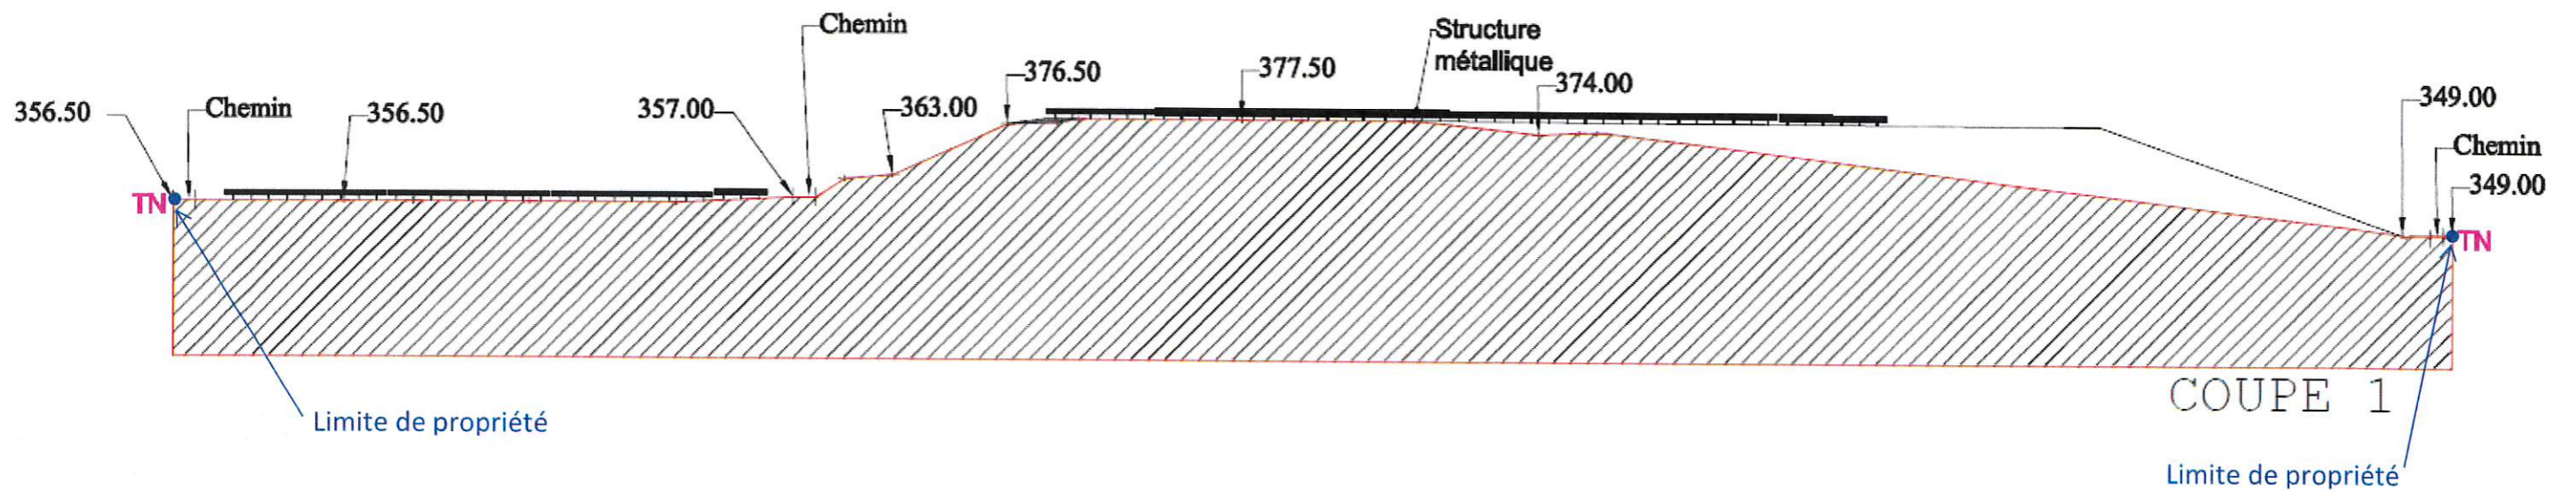 Chemin
Structure
métallique
376.50
377.50
374.00
356.50
Chemin
356.50
357.00
363.00
349.00
Chemin
349.00
TN
TN
COUPE 1
Limite de propriété
Limite de propriété